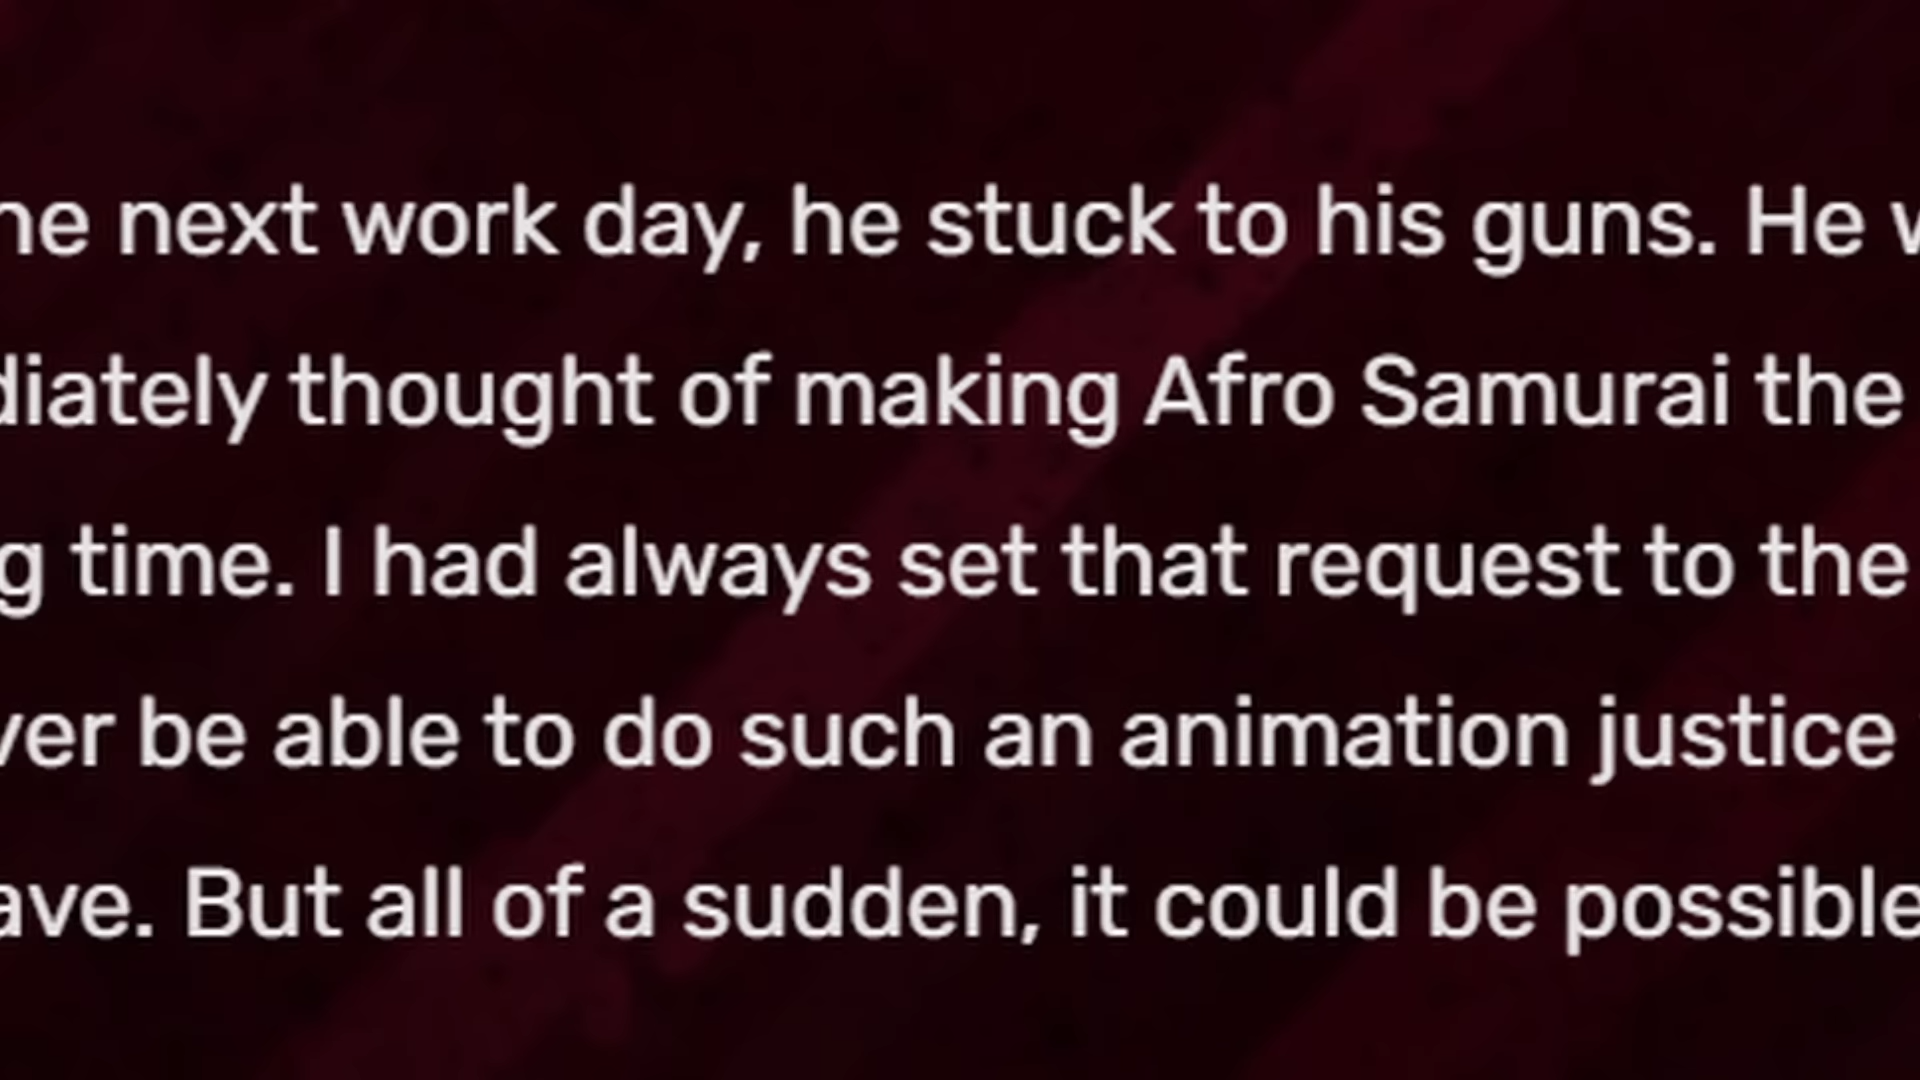 he next work day, he stuck to his guns. He w
diately thought of making Afro Samurai the
g time. I had always set that request to the
ver be able to do such an animation justice
ave. But all of a sudden, it could be possible